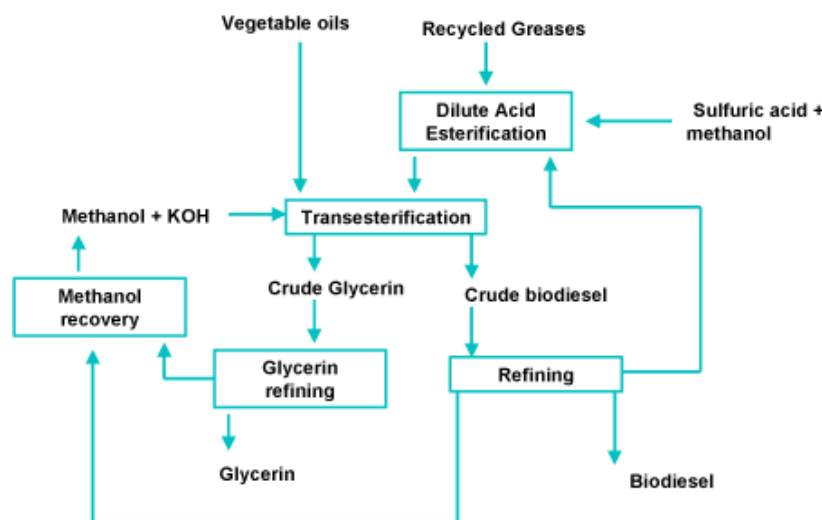 Vegetable oils
Recycled Greases
Dilute Acid
Esterification
Sulfuric acid +
methanol
Methanol + KOH
Transesterification
Crude Glycerin
Crude biodiesel
Methanol
recovery
Glycerin
refining
Refining
Glycerin
Biodiesel